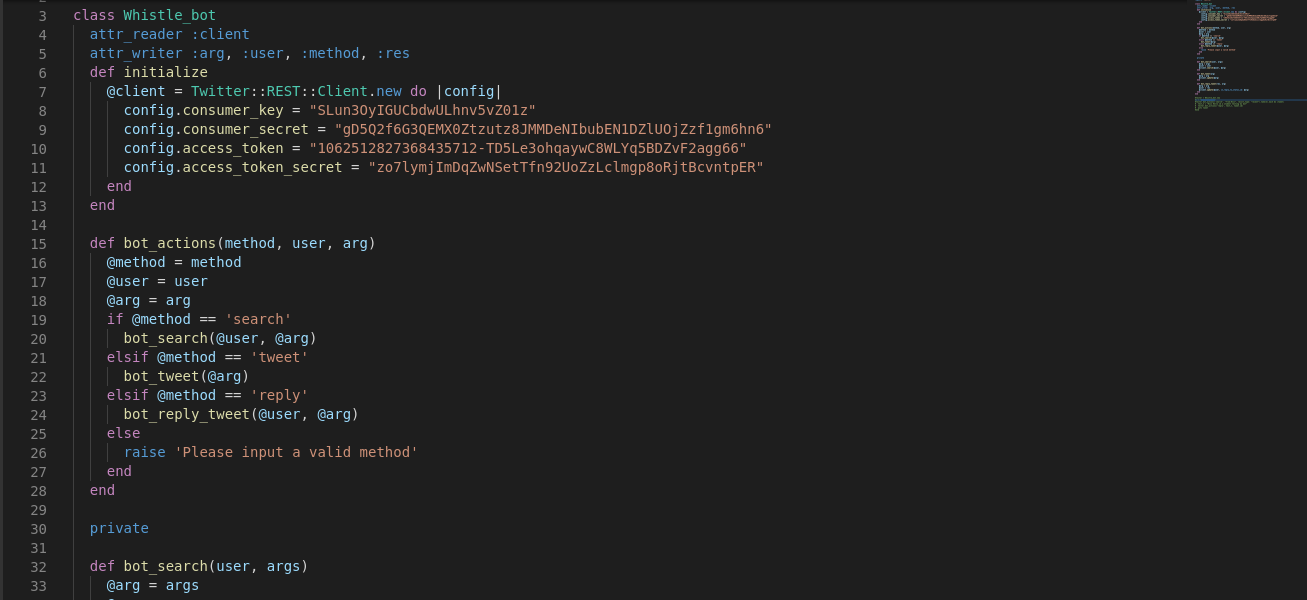 3 class Whistle_bot
4 attr_reader :client
5 attr_writer :arg, :user, :method, :res
6 def initialize
7 @client = Twitter::REST::Client.new do |config|
8 config.consumer_key = "SLun3OyIGUCbdwULhnv5vZ01z"
9 config.consumer_secret = "gD5Q2f6G3QEMX0Ztzutz8JMMDeNIbubEN1DZlUOjZzf1gm6hn6"
10 config.access_token = "1062512827368435712-TD5Le3ohqaywC8WLYq5BDZvF2agg66"
11 config.access_token_secret = "zo7lymjImDqZwNSetTfn92UoZzLclmgp8oRjtBcvntpER"
12 end
13 end
14
15 def bot_actions(method, user, arg)
16 @method = method
17 @user = user
18 @arg = arg
19 if @method == 'search'
20 bot_search(@user, @arg)
21 elsif @method == 'tweet'
22 bot_tweet(@arg)
23 elsif @method == 'reply'
24 bot_reply_tweet(@user, @arg)
25 else
26 raise 'Please input a valid method'
27 end
28 end
29
30 private
31
32 def bot_search(user, args)
33 @arg = args